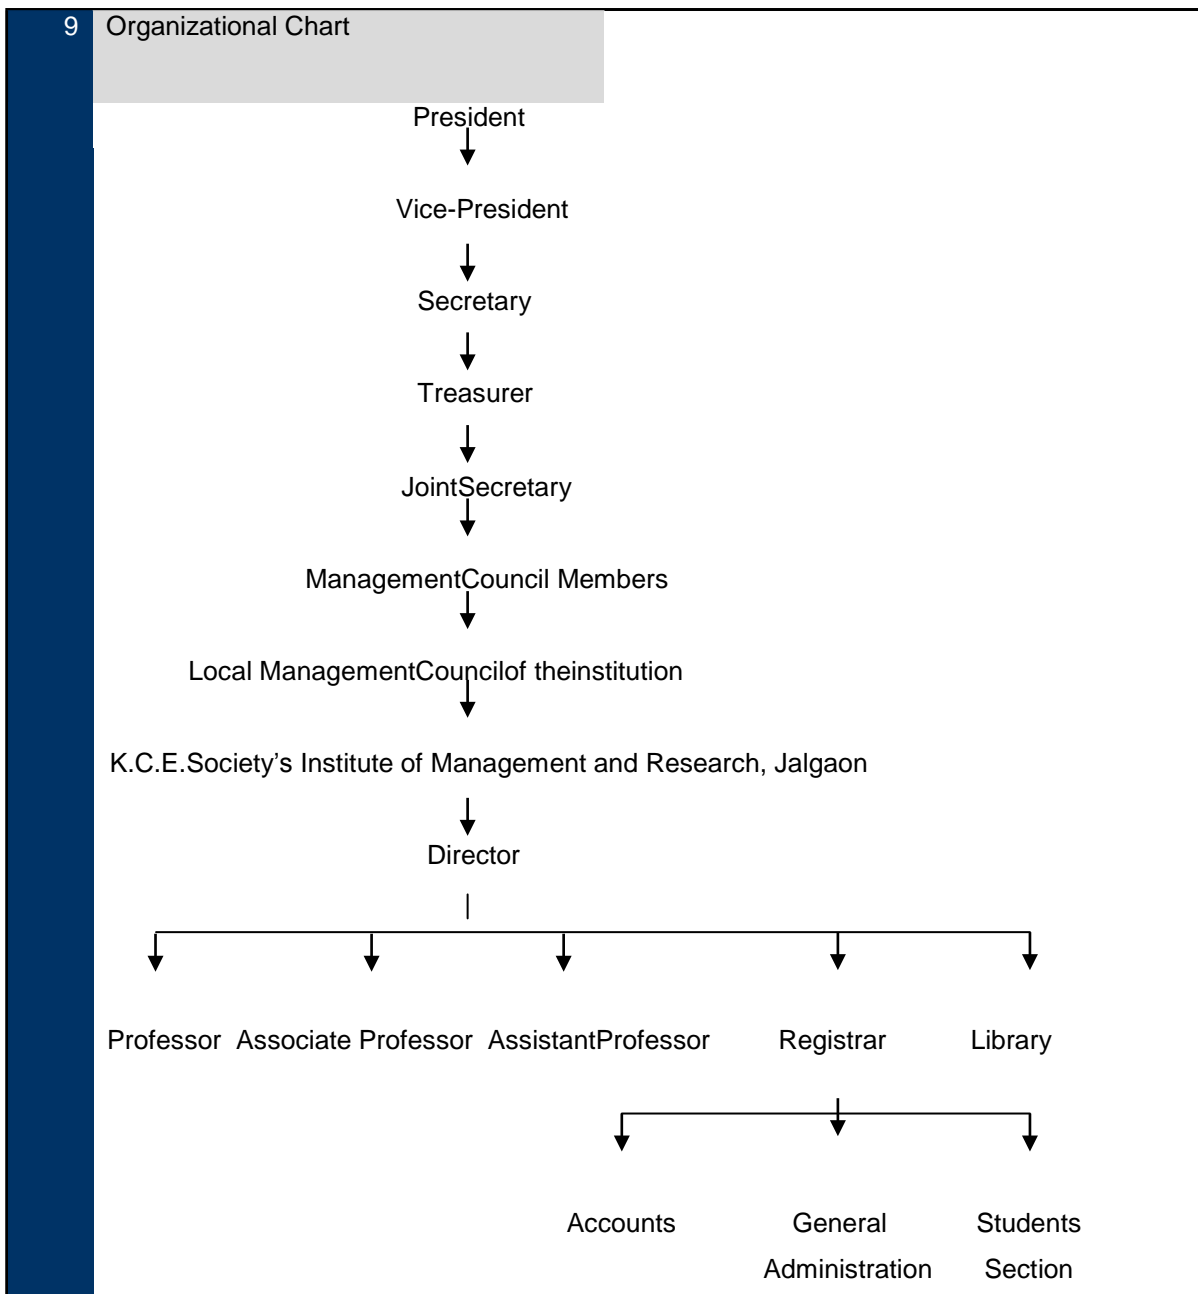 9 Organizational Chart
President
Vice-President
Secretary
Treasurer
JointSecretary
ManagementCouncil Members
Local ManagementCouncilof theinstitution
K.C.E.Society’s Institute of Management and Research, Jalgaon
Director
Professor Associate Professor AssistantProfessor Registrar Library
Accounts General Students
Administration Section